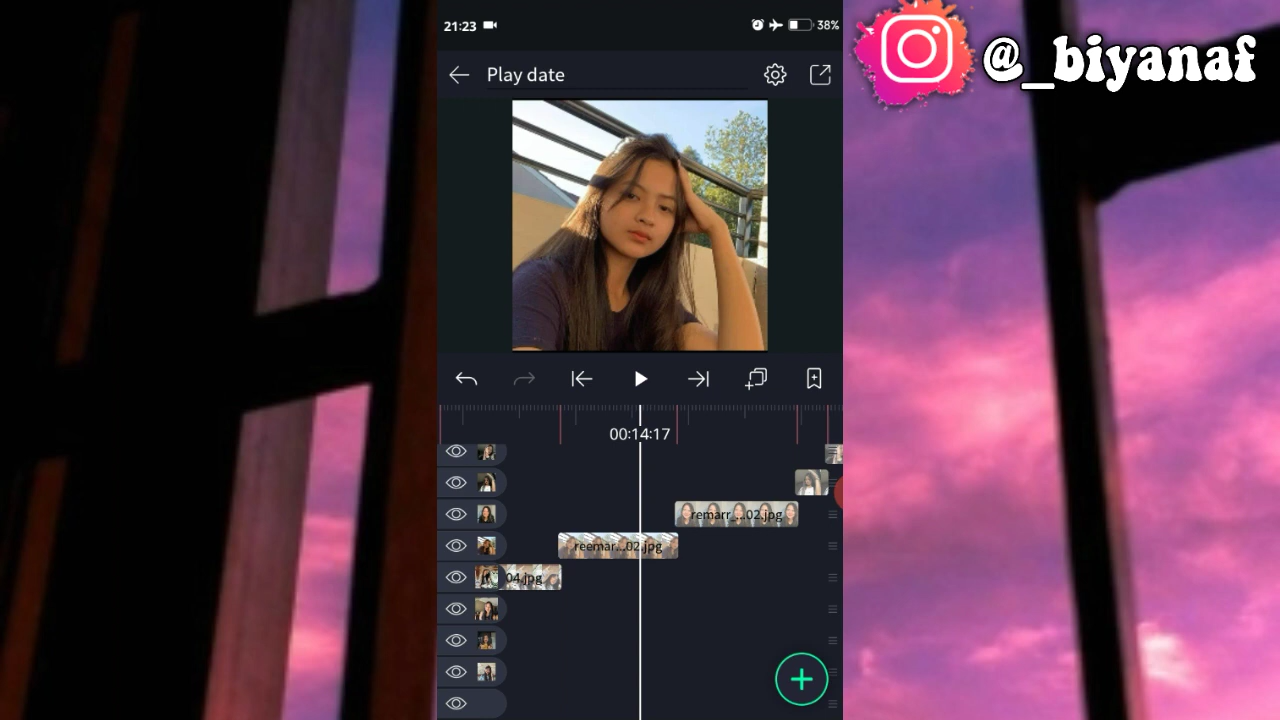 21:23
38%
@_biyanaf
Play date
00:14:17
remarr_...02.jpg
reemar...02.jpg
04.jpg